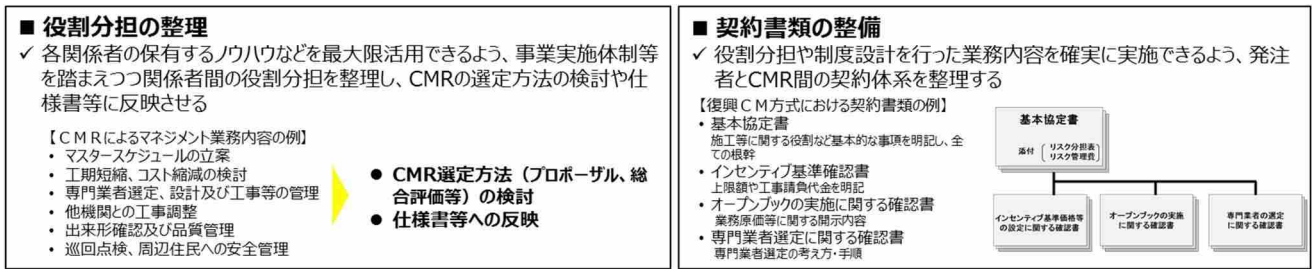 ■ 役割分担の整理
✓ 各関係者の保有するノウハウなどを最大限活用できるよう、事業実施体制等
を踏まえつつ関係者間の役割分担を整理し、CMRの選定方法の検討や仕
様書等に反映させる
【ＣＭＲによるマネジメント業務内容の例】
• マスタースケジュールの立案
• 工期短縮、コスト縮減の検討
• 専門業者選定、設計及び工事等の管理
• 他機関との工事調整
• 出来形確認及び品質管理
• 巡回点検、周辺住民への安全管理
● CMR選定方法（プロポーザル、総
合評価等）の検討
● 仕様書等への反映
■ 契約書類の整備
✓ 役割分担や制度設計を行った業務内容を確実に実施できるよう、発注
者とCMR間の契約体系を整理する
【復興ＣＭ方式における契約書類の例】
• 基本協定書
施工等に関する役割など基本的な事項を明記し、全
ての根幹
• インセンティブ基準確認書
上限額や工事請負代金を明記
• オープンブックの実施に関する確認書
業務原価等に関する開示内容
• 専門業者選定に関する確認書
専門業者選定の考え方・手順
基本協定書
添付
リスク分担表
リスク管理費
インセンティブ基準価格等
の設定に関する確認書
オープンブックの実施
に関する確認書
専門業者の選定
に関する確認書